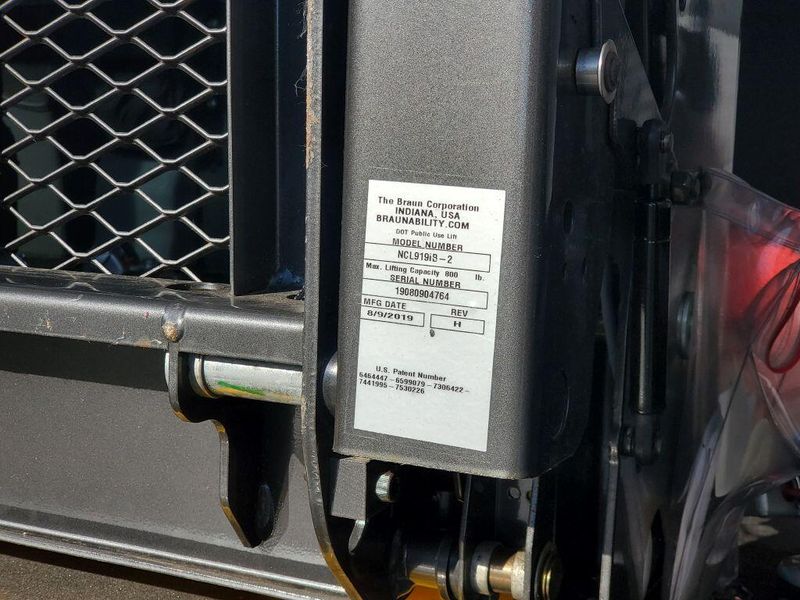 The Braun Corporation
INDIANA, USA
BRAUNABILITY.COM
DOT Public Use Lift
MODEL NUMBER
NCL919IB-2
Max. Lifting Capacity 800 lb.
SERIAL NUMBER
19080904764
MFG DATE REV
8/9/2019 H
U.S. Patent Number
6464447-6599079-7306422-
7441995-7530226